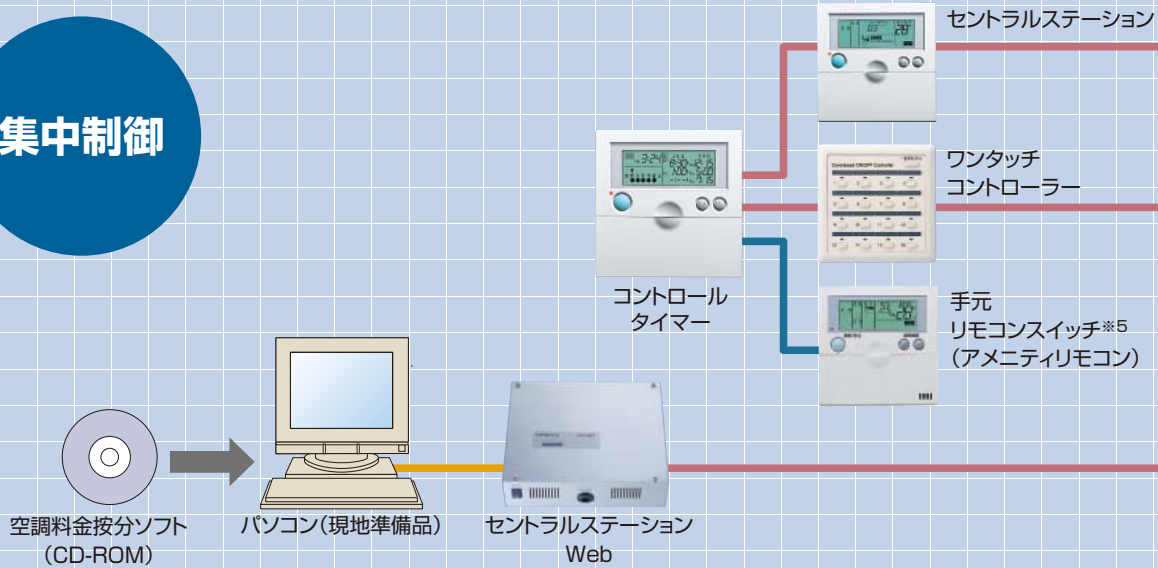 集中制御
セントラルステーション
ワンタッチ
コントローラー
コントロール
タイマー
手元
リモコンスイッチ※5
（アメニティリモコン）
空調料金按分ソフト
（CD-ROM）
パソコン（現地準備品）
セントラルステーション
Web